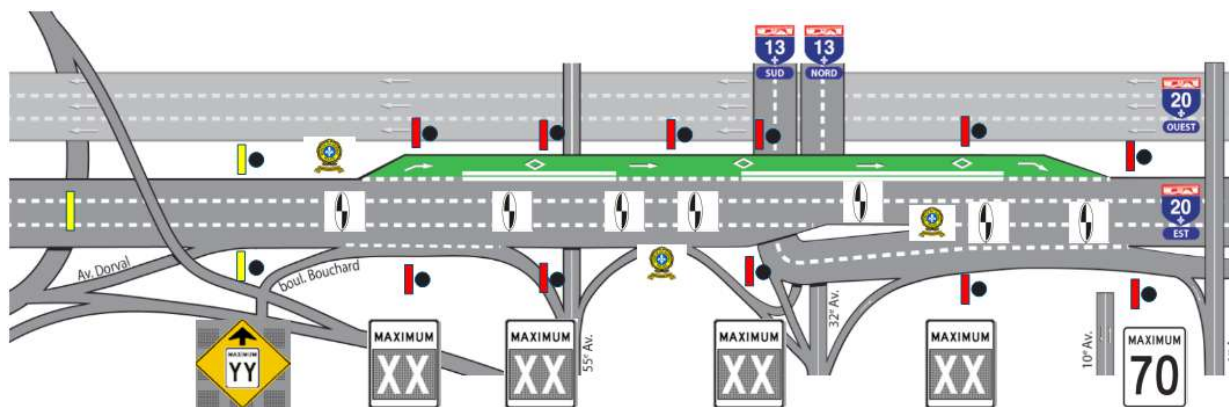 13
SUD
13
NORD
20
OUEST
20
EST
Av. Dorval
boul. Bouchard
55e Av.
32e Av.
10e Av.
MAXIMUM
YY
MAXIMUM
XX
MAXIMUM
XX
MAXIMUM
XX
MAXIMUM
XX
MAXIMUM
70